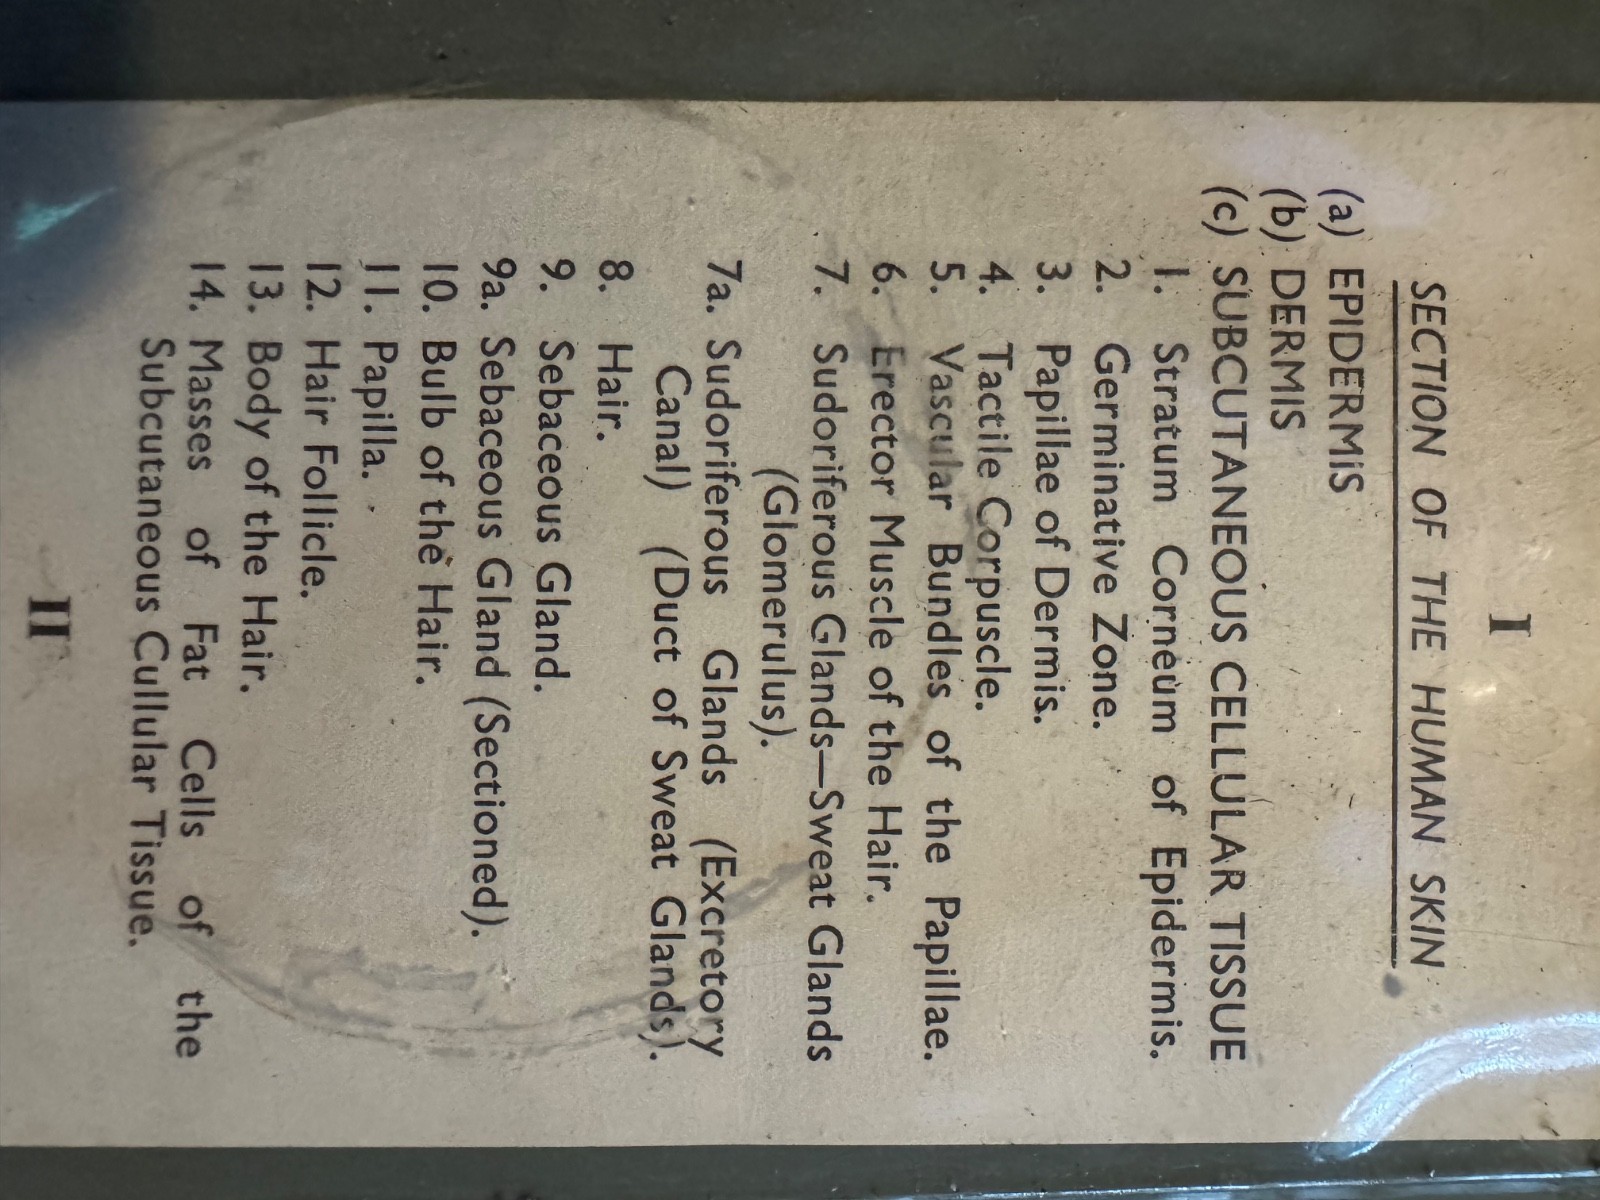 I
SECTION OF THE HUMAN SKIN
(a) EPIDERMiS
(b) DERMIS
(c) SUBCUTANEOUS CELLULAR TISSUE
1. Stratum Corneum of Epidermis.
2. Germinative Zone.
3. Papillae of Dermis.
4. Tactile Corpuscle.
5. Vascular Bundles of the Papillae.
6. Erector Muscle of the Hair.
7. Sudoriferous Glands—Sweat Glands
(Glomerulus).
7a. Sudoriferous Glands (Excretory
Canal) (Duct of Sweat Glands).
8. Hair.
9. Sebaceous Gland.
9a. Sebaceous Gland (Sectioned).
10. Bulb of the Hair.
11. Papilla.
12. Hair Follicle.
13. Body of the Hair.
14. Masses of Fat Cells of the
Subcutaneous Cullular Tissue.
II